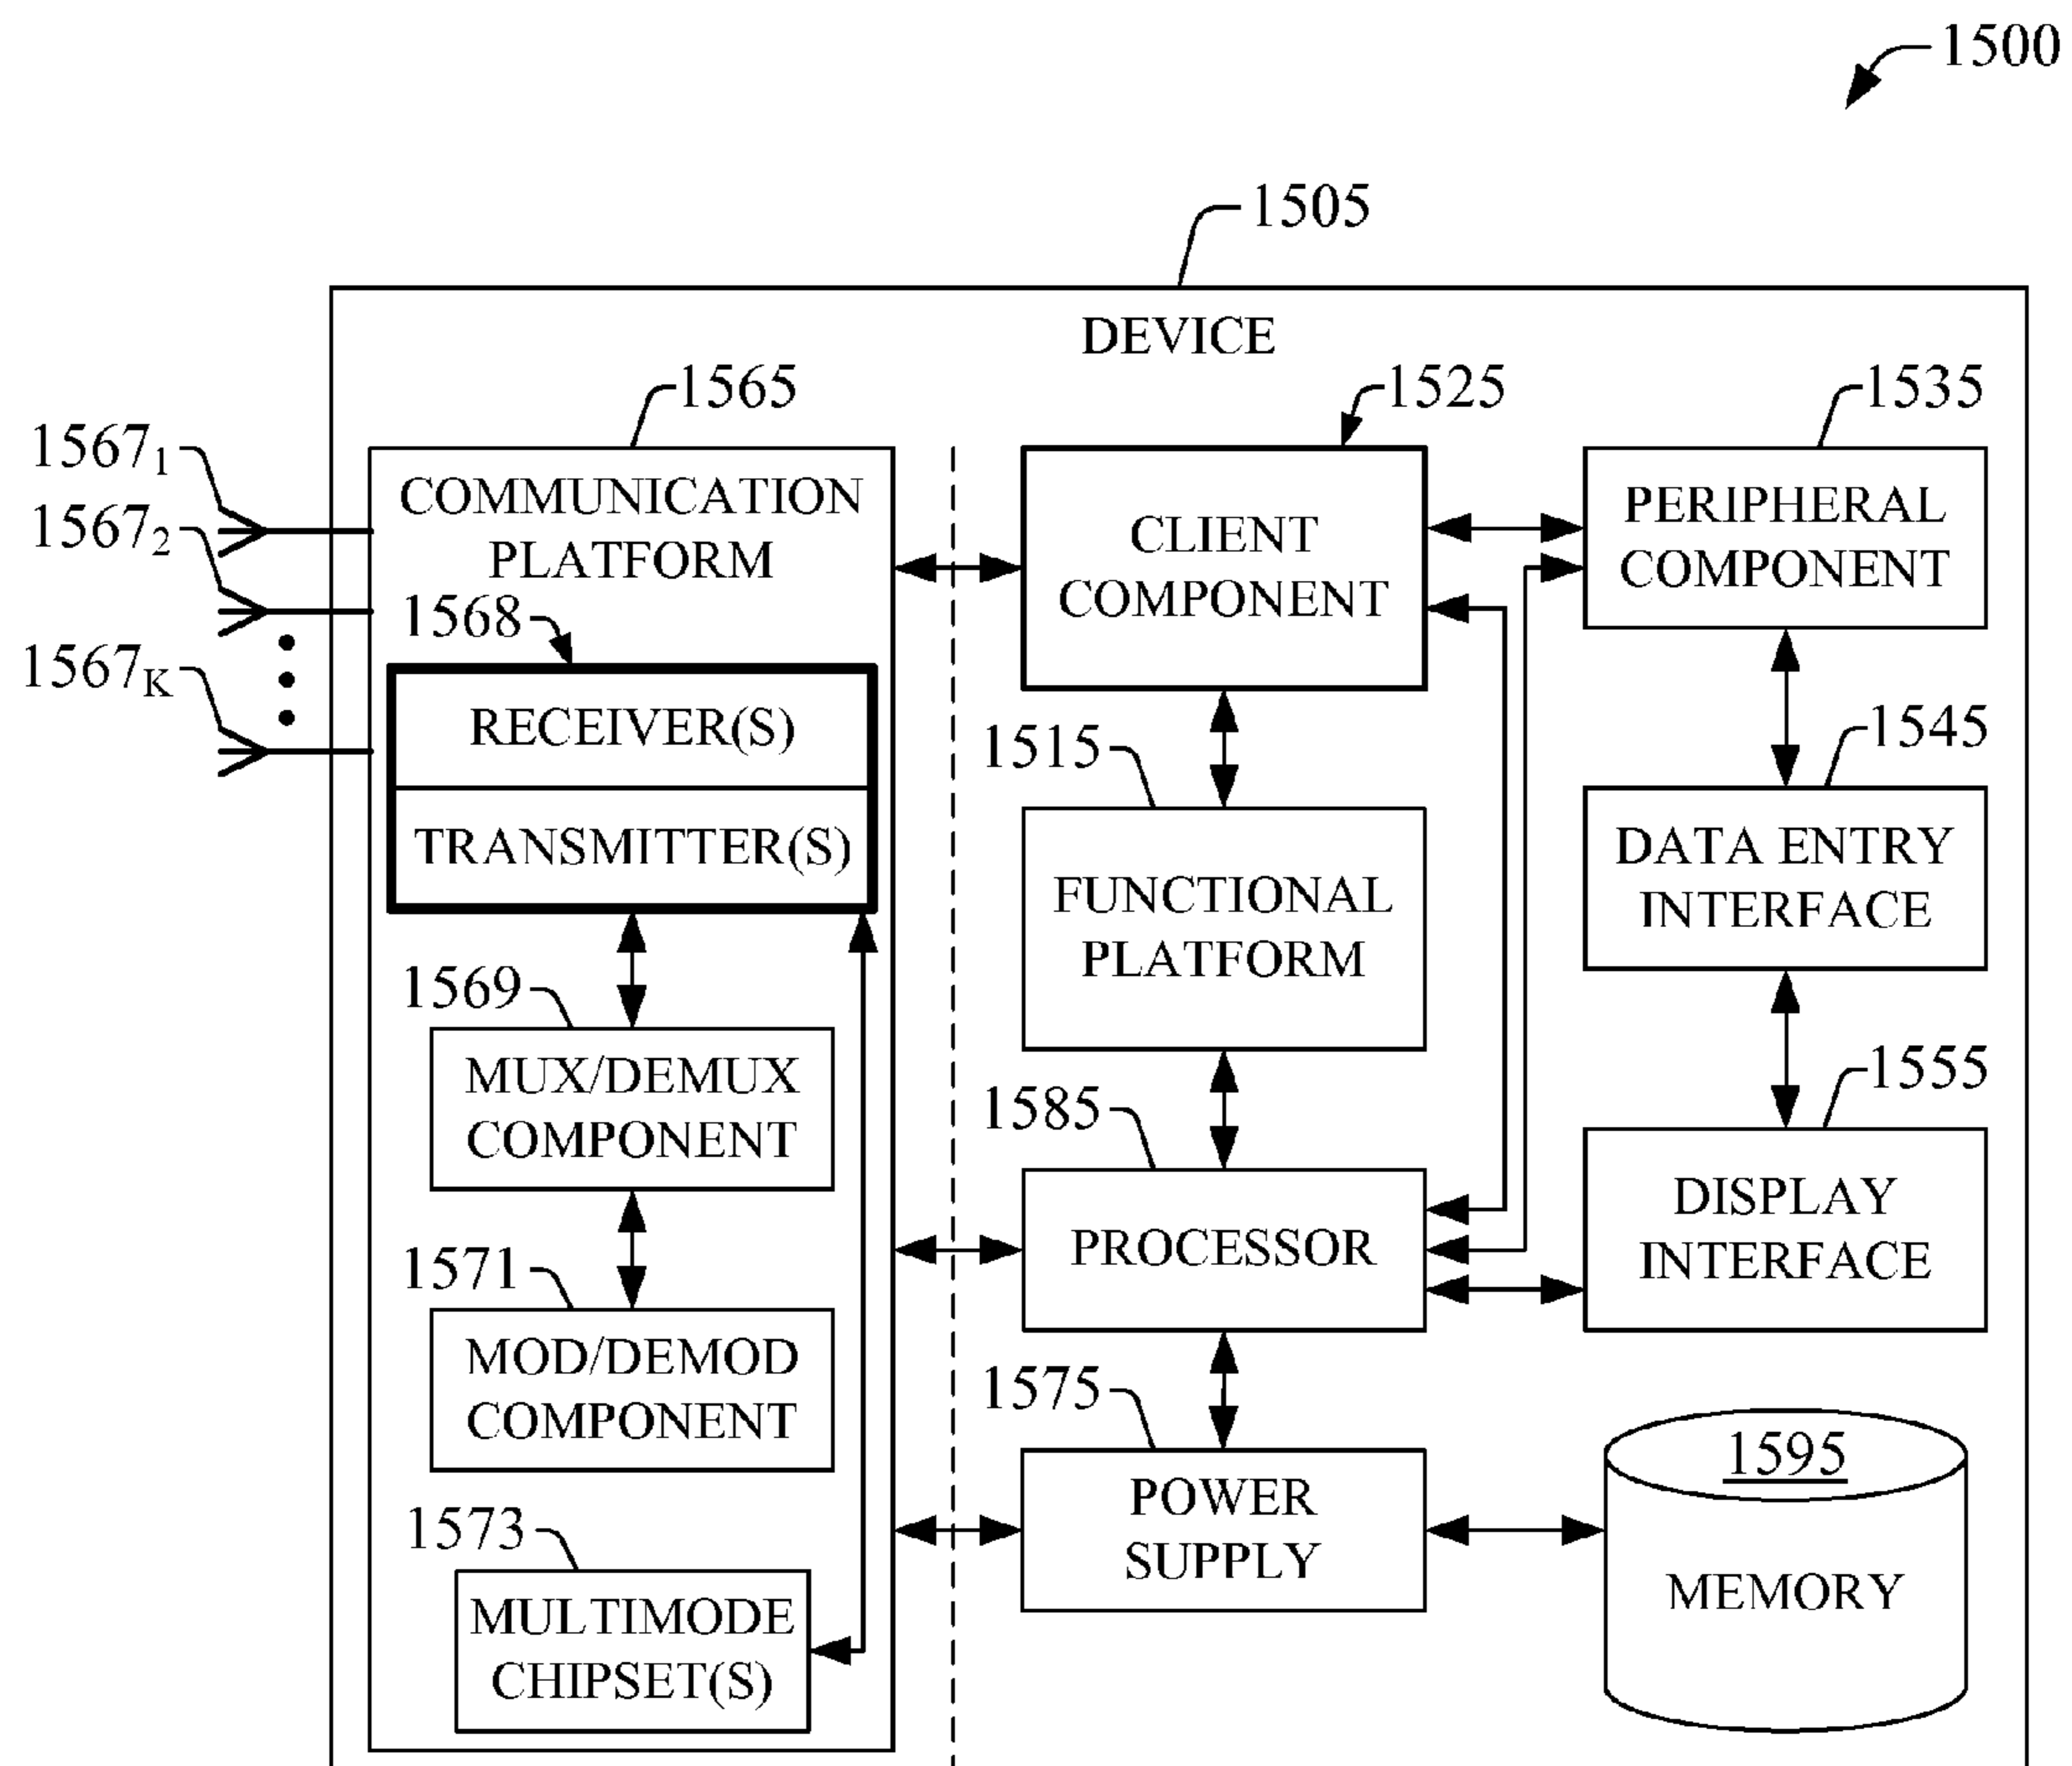 1500
1505
DEVICE
1565
1525
1535
1567₁
1567₂
1567K
COMMUNICATION
PLATFORM
1568
RECEIVER(S)
TRANSMITTER(S)
1569
MUX/DEMUX
COMPONENT
1571
MOD/DEMOD
COMPONENT
1573
MULTIMODE
CHIPSET(S)
CLIENT
COMPONENT
1515
FUNCTIONAL
PLATFORM
1585
PROCESSOR
1575
POWER
SUPPLY
PERIPHERAL
COMPONENT
1545
DATA ENTRY
INTERFACE
1555
DISPLAY
INTERFACE
1595
MEMORY